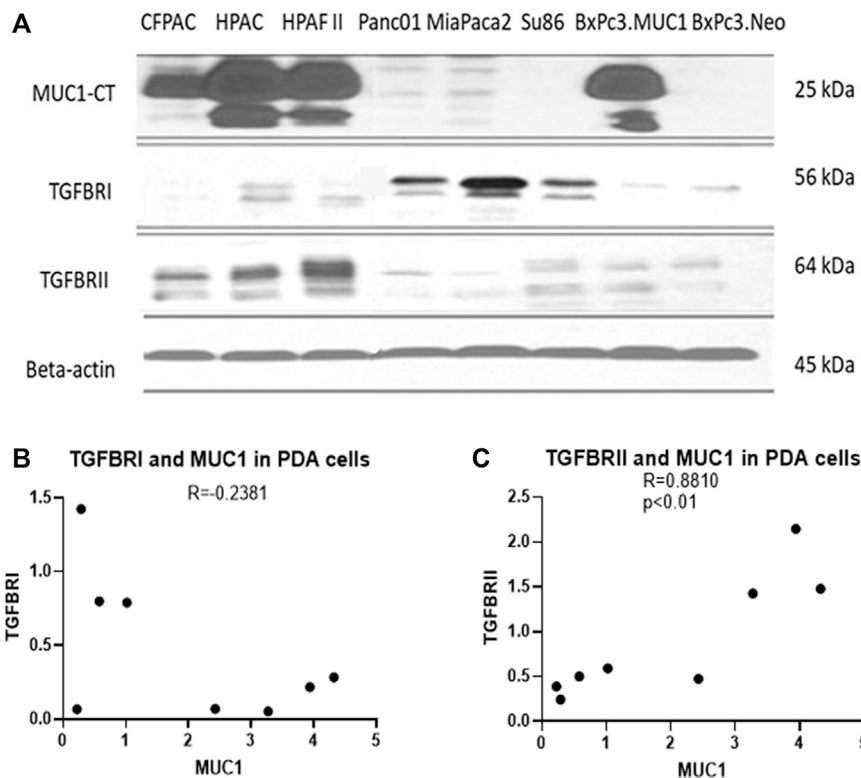 A
CFPAC HPAC HPAF II Panc01 MiaPaca2 Su86 BxPc3.MUC1 BxPc3.Neo
MUC1-CT 25 kDa
TGFBRI 56 kDa
TGFBRII 64 kDa
Beta-actin 45 kDa
B
TGFBRI and MUC1 in PDA cells
R=-0.2381
1.5
1.0
0.5
0.0
TGFBRI
0 1 2 3 4 5
MUC1
C
TGFBRII and MUC1 in PDA cells
R=0.8810
p<0.01
2.5
2.0
1.5
1.0
0.5
0.0
TGFBRII
0 1 2 3 4 5
MUC1